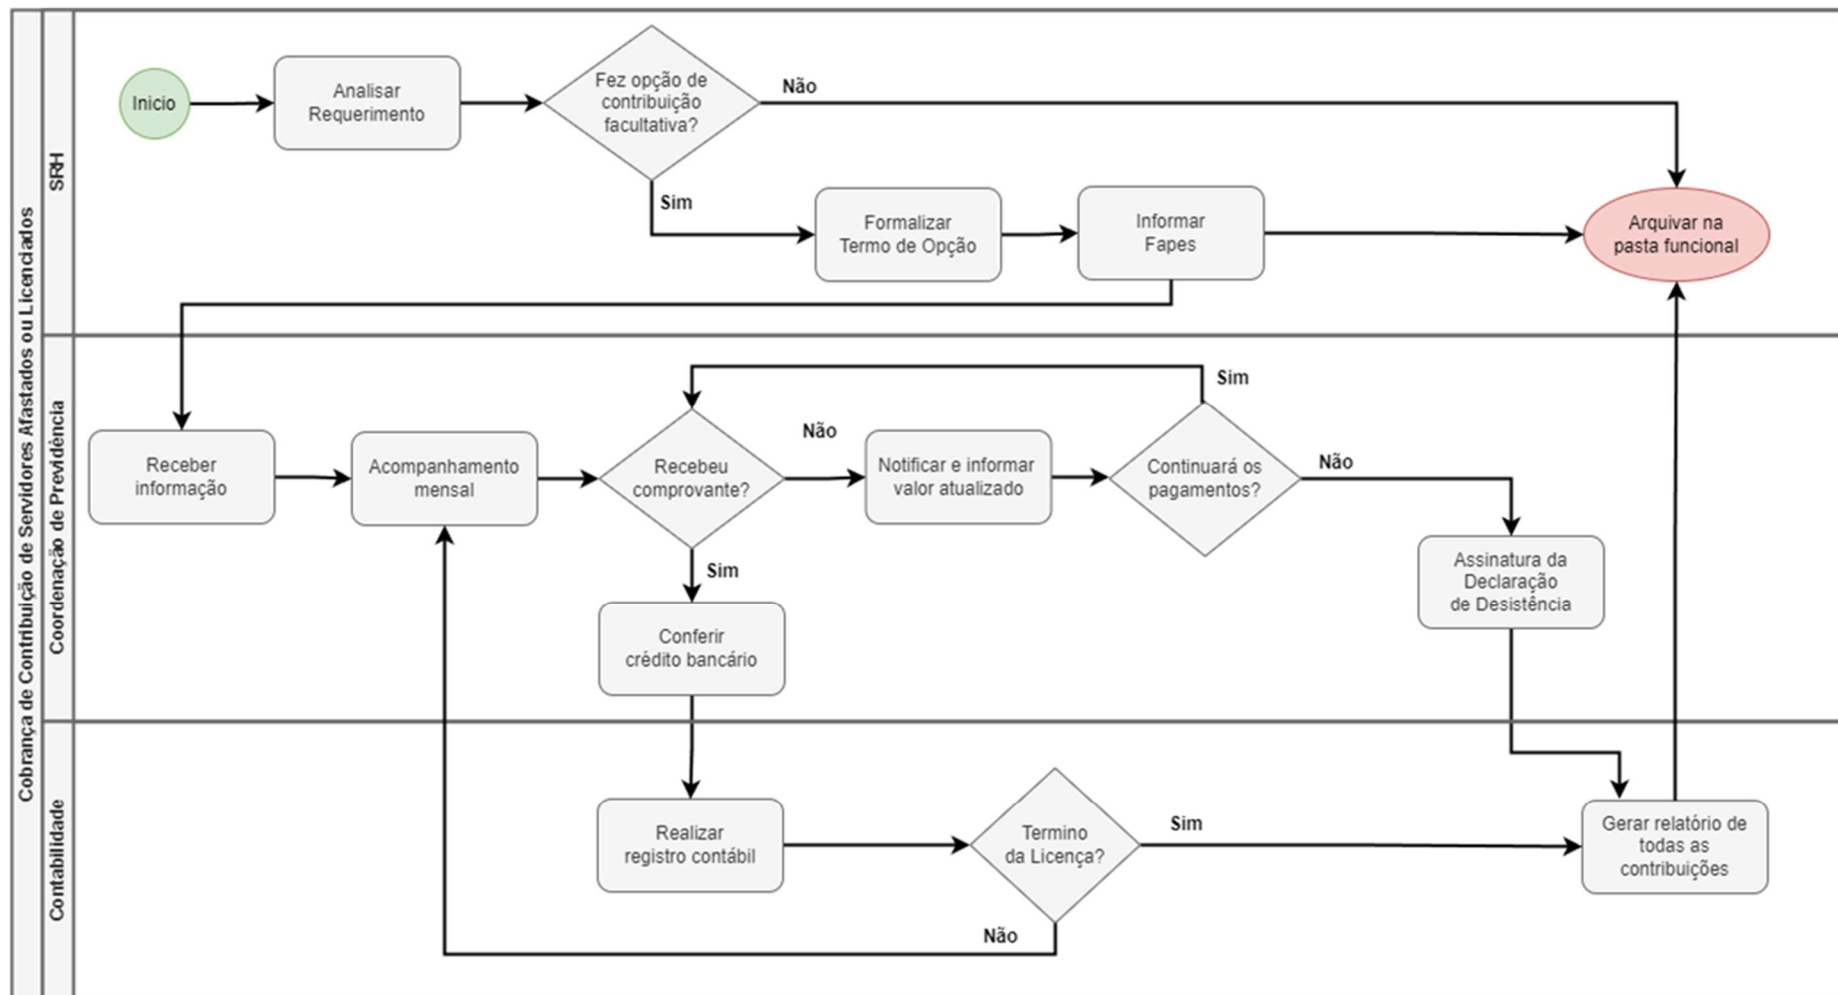 Cobrança de Contribuição de Servidores Afastados ou Licenciados
SRH
Inicio
Analisar
Requerimento
Fez opção de
contribuição
facultativa?
Não
Sim
Formalizar
Termo de Opção
Informar
Fapes
Arquivar na
pasta funcional
Coordenação de Previdência
Receber
informação
Acompanhamento
mensal
Recebeu
comprovante?
Não
Sim
Notificar e informar
valor atualizado
Continuará os
pagamentos?
Sim
Não
Assinatura da
Declaração
de Desistência
Conferir
crédito bancário
Contabilidade
Realizar
registro contábil
Termino
da Licença?
Sim
Não
Gerar relatório de
todas as
contribuições